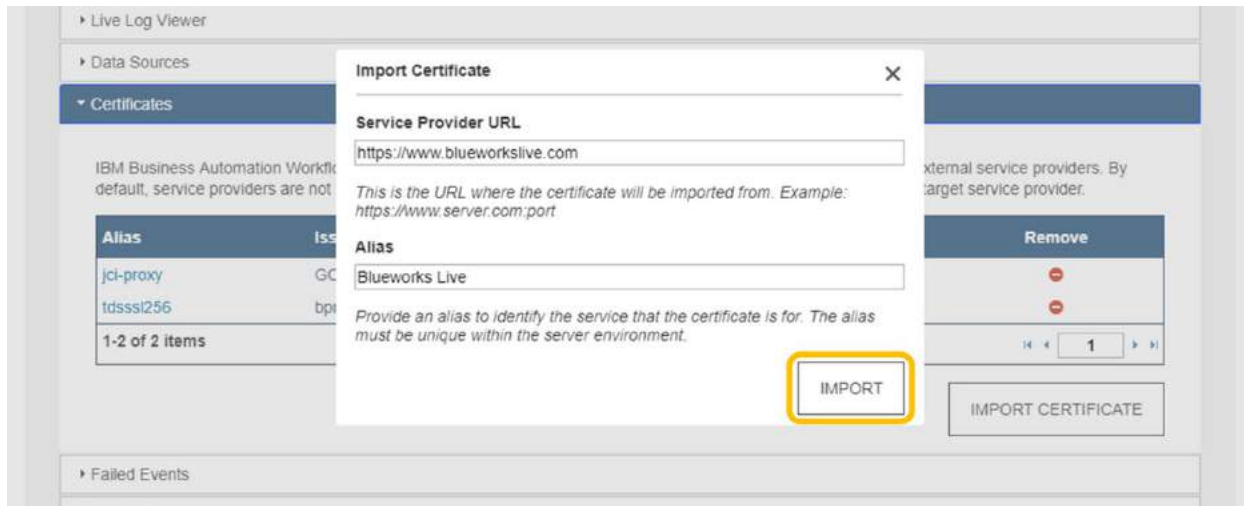 Live Log Viewer
Data Sources
Import Certificate
Certificates
Service Provider URL
https://www.blueworkslive.com
IBM Business Automation
external service providers. By
default, service providers are not
target service provider.
This is the URL where the certificate will be imported from. Example:
https://www.server.com:port
Alias
Remove
Alias
jci-proxy
Blueworks Live
tdsssl256
Provide an alias to identify the service that the certificate is for. The alias
must be unique within the server environment.
1-2 of 2 items
1
IMPORT
IMPORT CERTIFICATE
Failed Events